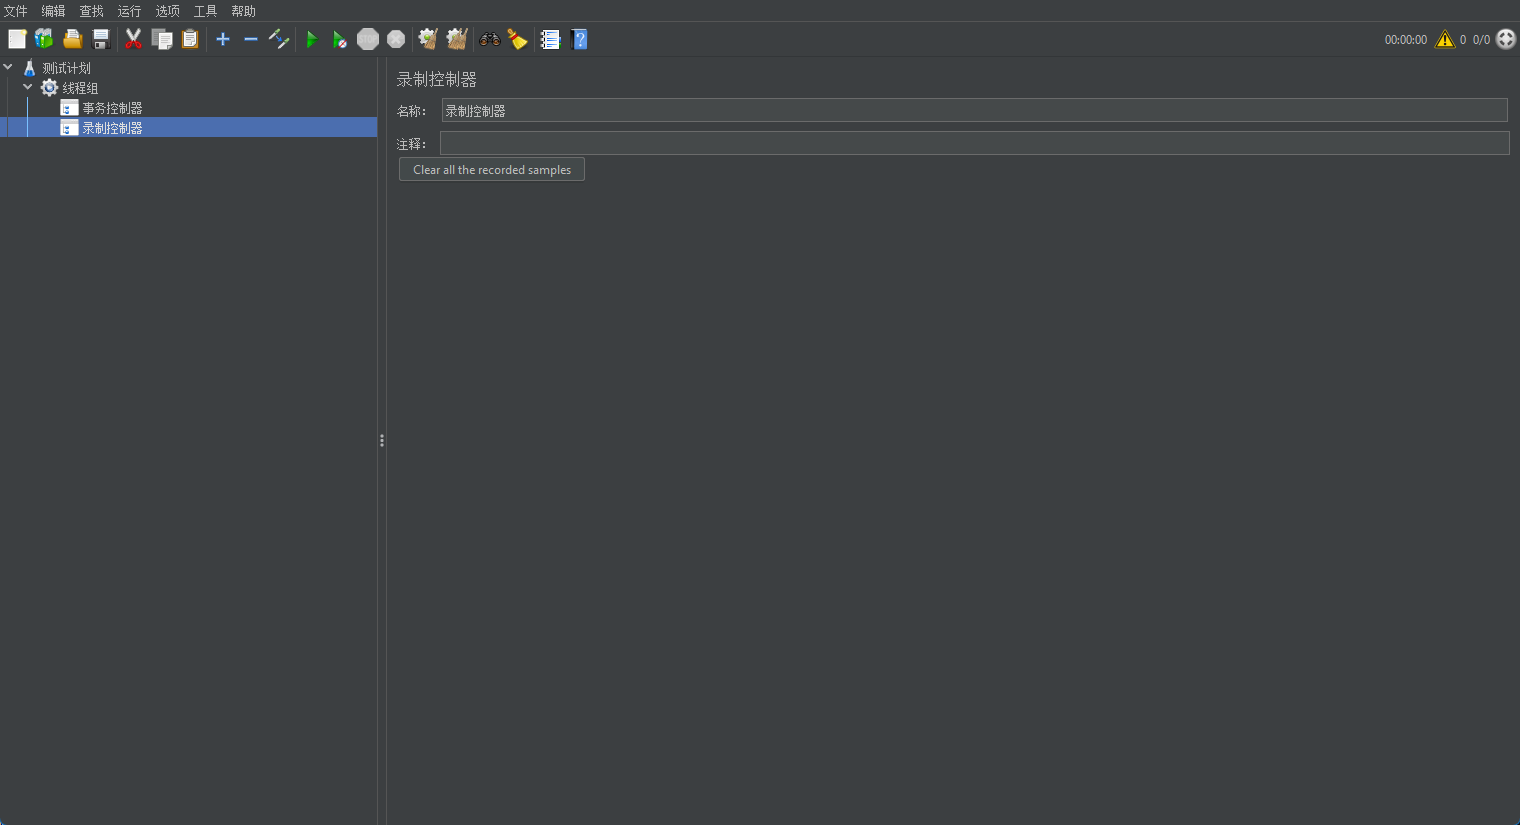 文件 编辑 查找 运行 选项 工具 帮助
00:00:00 0 0/0
测试计划
线程组
事务控制器
录制控制器
录制控制器
名称： 录制控制器
注释：
Clear all the recorded samples